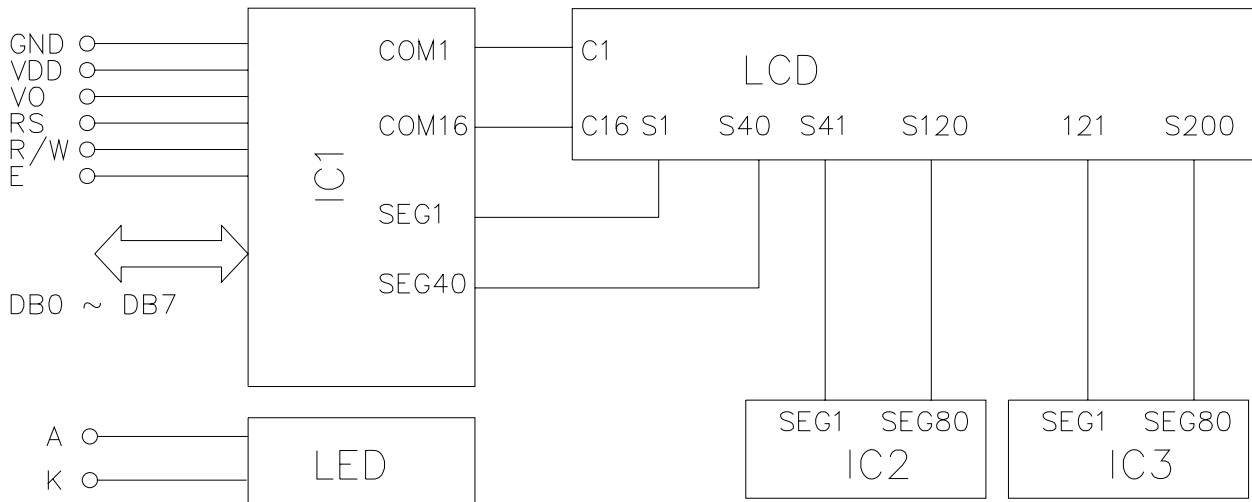 GND
VDD
VO
RS
R/W
E
DB0 ~ DB7
IC1
COM1
COM16
SEG1
SEG40
LCD
C1
C16 S1 S40 S41 S120 121 S200
A
K
LED
SEG1 SEG80
IC2
SEG1 SEG80
IC3